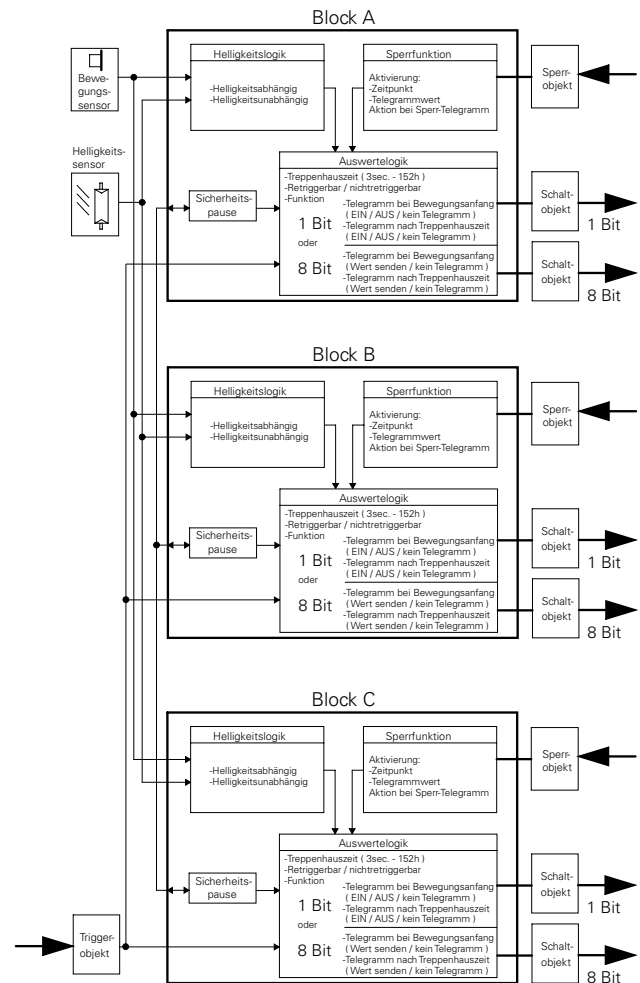 Block A
Bewe-
gungs-
sensor
Helligkeits-
sensor
Helligkeitslogik
-Helligkeitsabhängig
-Helligkeitsunabhängig
Sperrfunktion
Aktivierung:
-Zeitpunkt
-Telegrammwert
Aktion bei Sperr-Telegramm
Sperr-
objekt
Sicherheits-
pause
Auswertelogik
-Treppenhauszeit ( 3sec. - 152h )
-Retriggerbar / nichtretriggerbar
-Funktion
1 Bit
oder
8 Bit
-Telegramm bei Bewegungsanfang
( EIN / AUS / kein Telegramm )
-Telegramm nach Treppenhauszeit
( EIN / AUS / kein Telegramm )
-Telegramm bei Bewegungsanfang
( Wert senden / kein Telegramm )
-Telegramm nach Treppenhauszeit
( Wert senden / kein Telegramm )
Schalt-
objekt
1 Bit
Schalt-
objekt
8 Bit
Block B
Helligkeitslogik
-Helligkeitsabhängig
-Helligkeitsunabhängig
Sperrfunktion
Aktivierung:
-Zeitpunkt
-Telegrammwert
Aktion bei Sperr-Telegramm
Sperr-
objekt
Sicherheits-
pause
Auswertelogik
-Treppenhauszeit ( 3sec. - 152h )
-Retriggerbar / nichtretriggerbar
-Funktion
1 Bit
oder
8 Bit
-Telegramm bei Bewegungsanfang
( EIN / AUS / kein Telegramm )
-Telegramm nach Treppenhauszeit
( EIN / AUS / kein Telegramm )
-Telegramm bei Bewegungsanfang
( Wert senden / kein Telegramm )
-Telegramm nach Treppenhauszeit
( Wert senden / kein Telegramm )
Schalt-
objekt
1 Bit
Schalt-
objekt
8 Bit
Block C
Helligkeitslogik
-Helligkeitsabhängig
-Helligkeitsunabhängig
Sperrfunktion
Aktivierung:
-Zeitpunkt
-Telegrammwert
Aktion bei Sperr-Telegramm
Sperr-
objekt
Sicherheits-
pause
Auswertelogik
-Treppenhauszeit ( 3sec. - 152h )
-Retriggerbar / nichtretriggerbar
-Funktion
1 Bit
oder
8 Bit
-Telegramm bei Bewegungsanfang
( EIN / AUS / kein Telegramm )
-Telegramm nach Treppenhauszeit
( EIN / AUS / kein Telegramm )
-Telegramm bei Bewegungsanfang
( Wert senden / kein Telegramm )
-Telegramm nach Treppenhauszeit
( Wert senden / kein Telegramm )
Schalt-
objekt
1 Bit
Schalt-
objekt
8 Bit
Trigger-
objekt